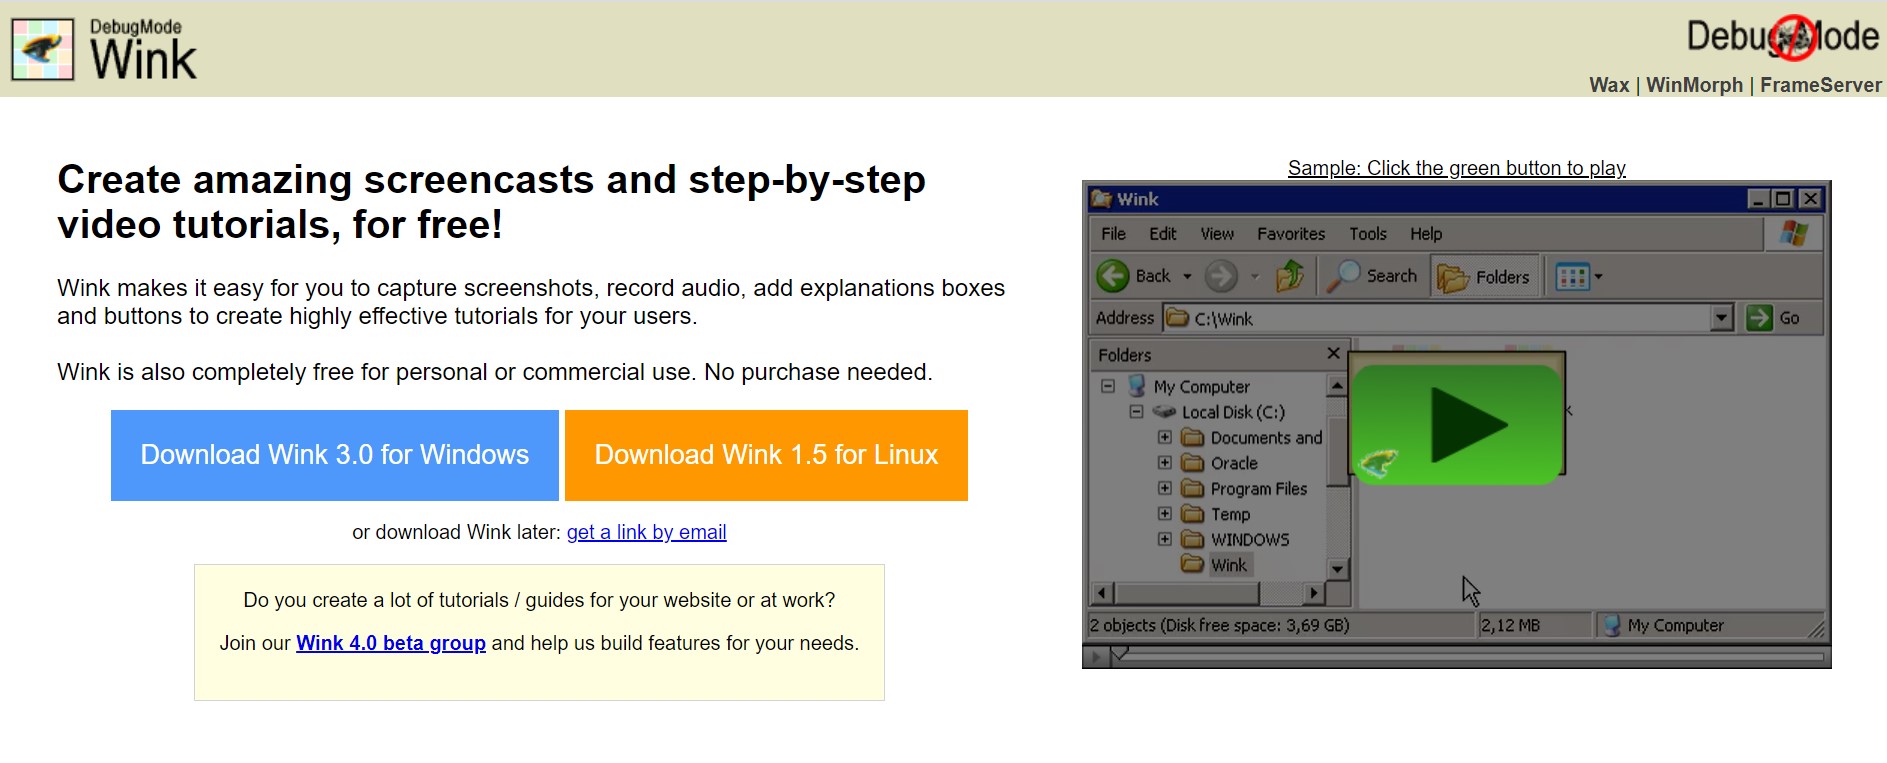 DebugMode
Wink
DebugMode
Wax | WinMorph | FrameServer
Create amazing screencasts and step-by-step
video tutorials, for free!
Wink makes it easy for you to capture screenshots, record audio, add explanations boxes
and buttons to create highly effective tutorials for your users.
Wink is also completely free for personal or commercial use. No purchase needed.
Download Wink 3.0 for Windows
Download Wink 1.5 for Linux
or download Wink later: get a link by email
Do you create a lot of tutorials / guides for your website or at work?
Join our Wink 4.0 beta group and help us build features for your needs.
Sample: Click the green button to play
Wink
File Edit View Favorites Tools Help
Back Search Folders
Address C:\Wink Go
Folders
My Computer
Local Disk (C:)
Documents and
Oracle
Program Files
Temp
WINDOWS
Wink
2 objects (Disk free space: 3,69 GB) 2,12 MB My Computer